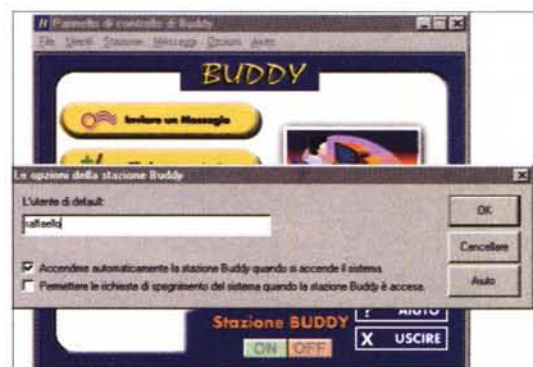 Pannello di controllo di Buddy
File Utenti Stazione Messaggi Opzioni Aiuto
BUDDY
Inviare un Messagio
Le opzioni della stazione Buddy
L'utente di default:
raffaello
OK
Cancellare
Aiuto
Accendere automaticamente la stazione Buddy quando si accende il sistema.
Permettere le richieste di spegnimento del sistema quando la stazione Buddy è accesa.
Stazione BUDDY
ON OFF
? AIUTO
X USCIRE